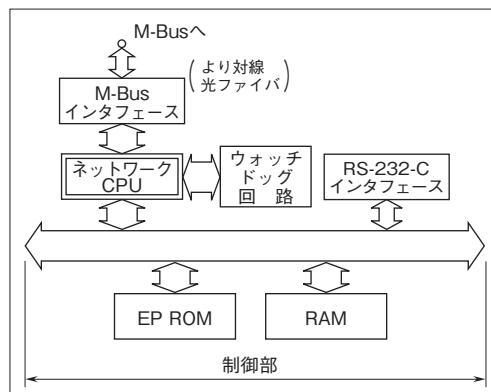 M-Busへ
より対線
光ファイバ
M-Bus
インタフェース
ネットワーク
CPU
ウォッチ
ドッグ
回 路
RS-232-C
インタフェース
EP ROM
RAM
制御部